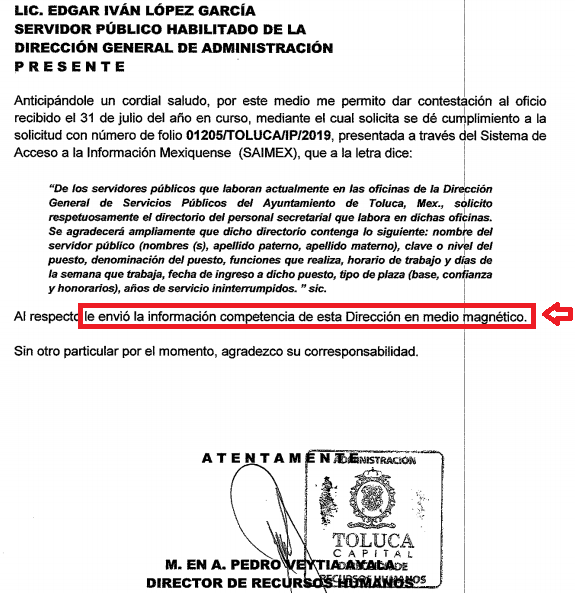 LIC. EDGAR IVÁN LÓPEZ GARCÍA
SERVIDOR PÚBLICO HABILITADO DE LA
DIRECCIÓN GENERAL DE ADMINISTRACIÓN
P R E S E N T E
Anticipándole un cordial saludo, por este medio me permito dar contestación al oficio
recibido el 31 de julio del año en curso, mediante el cual solicita se dé cumplimiento a la
solicitud con número de folio 01205/TOLUCA/IP/2019, presentada a través del Sistema de
Acceso a la Información Mexiquense (SAIMEX), que a la letra dice:
"De los servidores públicos que laboran actualmente en las oficinas de la Dirección
General de Servicios Públicos del Ayuntamiento de Toluca, Mex., solicito
respetuosamente el directorio del personal secretarial que labora en dichas oficinas.
Se agradecerá ampliamente que dicho directorio contenga lo siguiente: nombre del
servidor público (nombres (s), apellido paterno, apellido materno), clave o nivel del
puesto, denominación del puesto, funciones que realiza, horario de trabajo y días de
la semana que trabaja, fecha de ingreso a dicho puesto, tipo de plaza (base, confianza
y honorarios), años de servicio ininterrumpidos. " sic.
Al respecto le envió la información competencia de esta Dirección en medio magnético.
Sin otro particular por el momento, agradezco su corresponsabilidad.
A T E N T A M E N T E
ADMINISTRACIÓN
TOLUCA
CAPITAL
DIRECCIÓN DE
RECURSOS HUMANOS
M. EN A. PEDRO VEYTIA AYALA
DIRECTOR DE RECURSOS HUMANOS